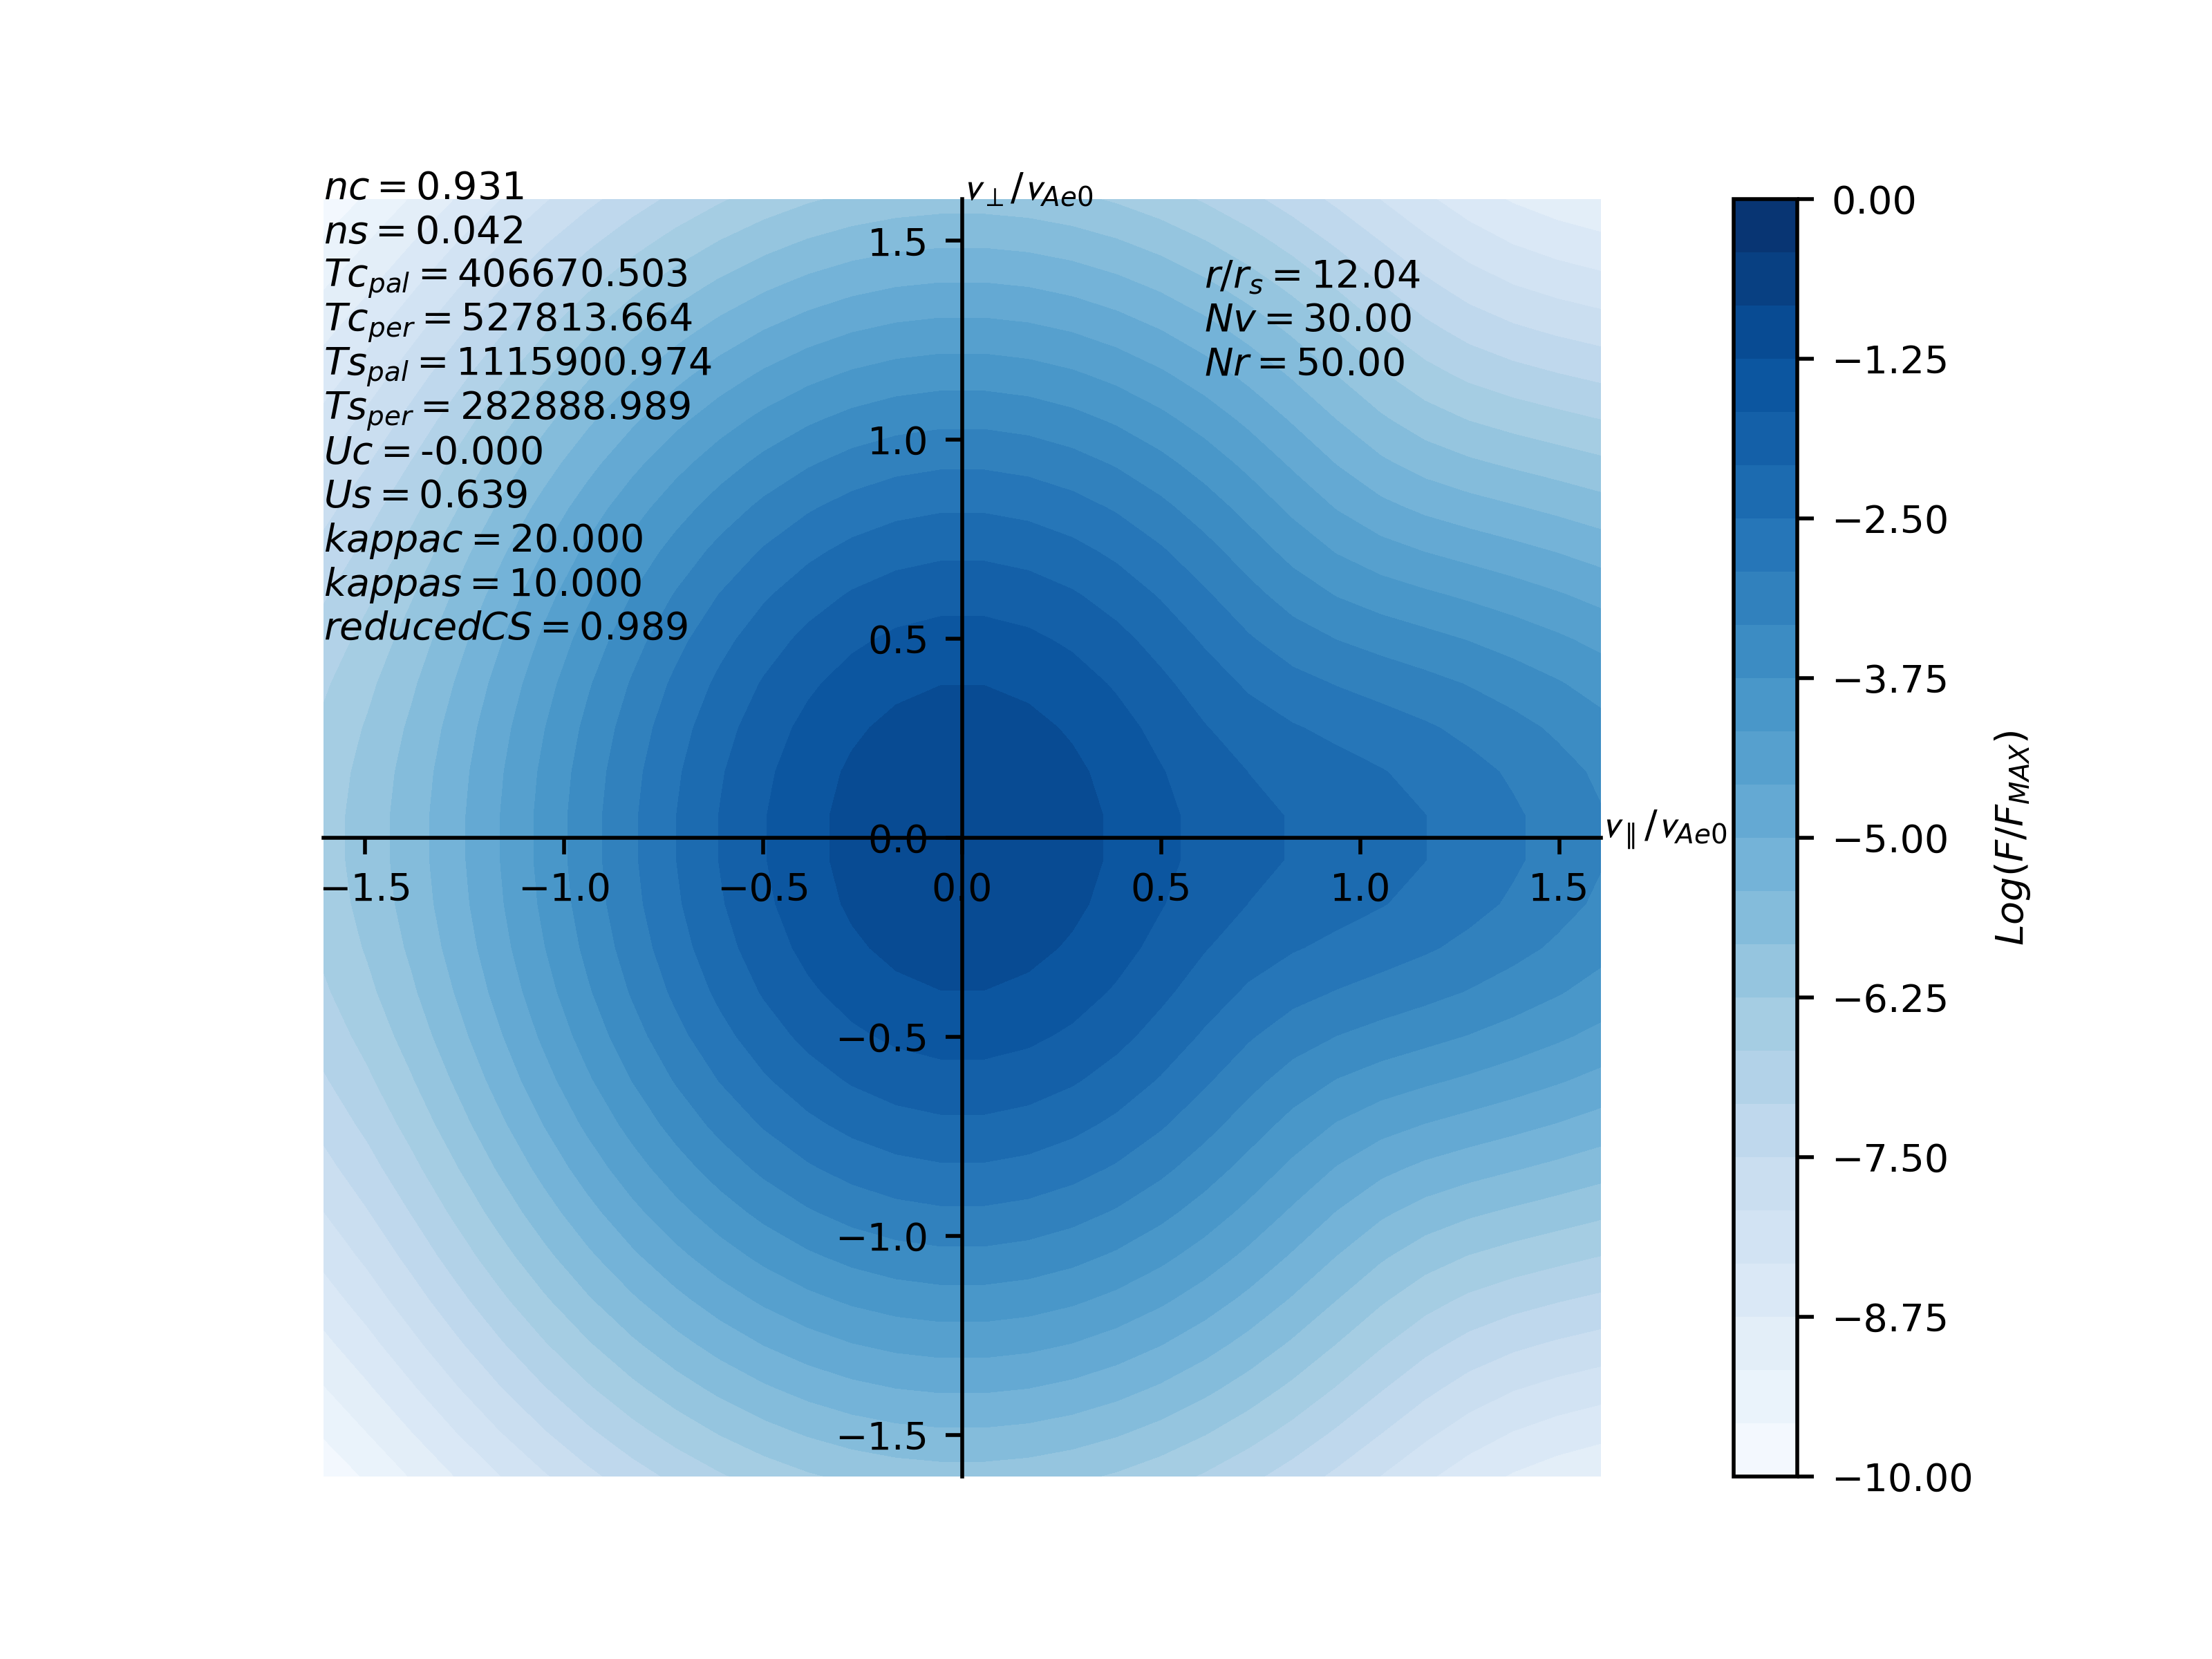 nc = 0.931
ns = 0.042
Tc_pal = 406670.503
Tc_per = 527813.664
Ts_pal = 1115900.974
Ts_per = 282888.989
Uc = -0.000
Us = 0.639
kappac = 20.000
kappas = 10.000
reducedCS = 0.989
v⊥/v_Ae0
r/r_s = 12.04
Nv = 30.00
Nr = 50.00
1.5
1.0
0.5
0.0
−0.5
−1.0
−1.5
−1.5 −1.0 −0.5 0.0 0.5 1.0 1.5
v∥/v_Ae0
0.00
−1.25
−2.50
−3.75
−5.00
−6.25
−7.50
−8.75
−10.00
Log(F/F_MAX)